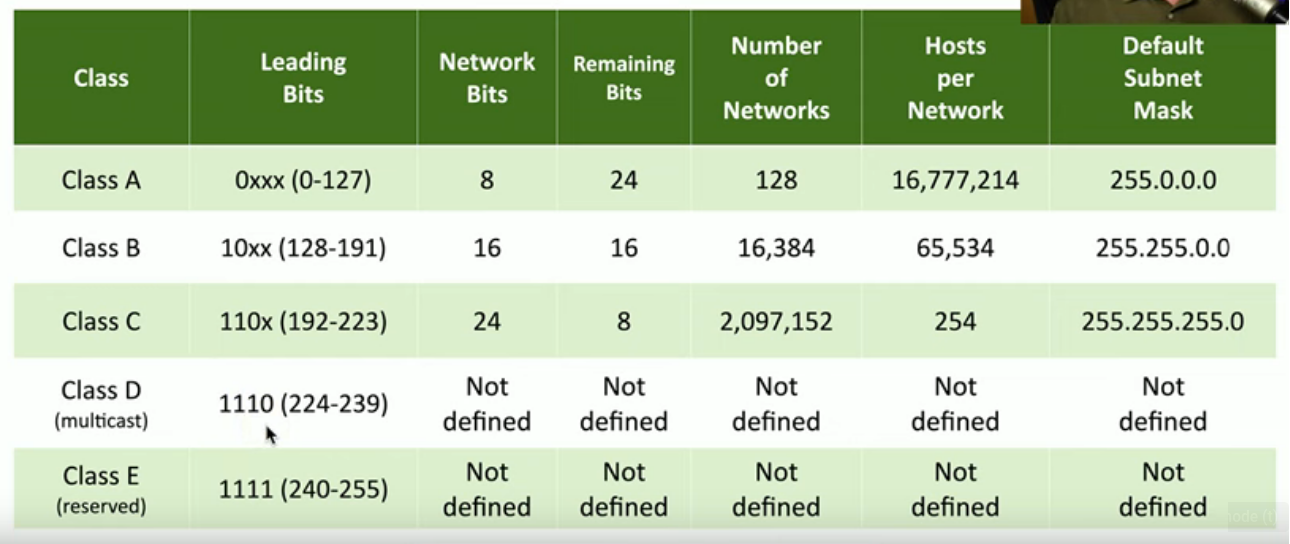 Class
Leading
Bits
Network
Bits
Remaining
Bits
Number
of
Networks
Hosts
per
Network
Default
Subnet
Mask
Class A
0xxx (0-127)
8
24
128
16,777,214
255.0.0.0
Class B
10xx (128-191)
16
16
16,384
65,534
255.255.0.0
Class C
110x (192-223)
24
8
2,097,152
254
255.255.255.0
Class D
(multicast)
1110 (224-239)
Not
defined
Not
defined
Not
defined
Not
defined
Not
defined
Class E
(reserved)
1111 (240-255)
Not
defined
Not
defined
Not
defined
Not
defined
Not
defined